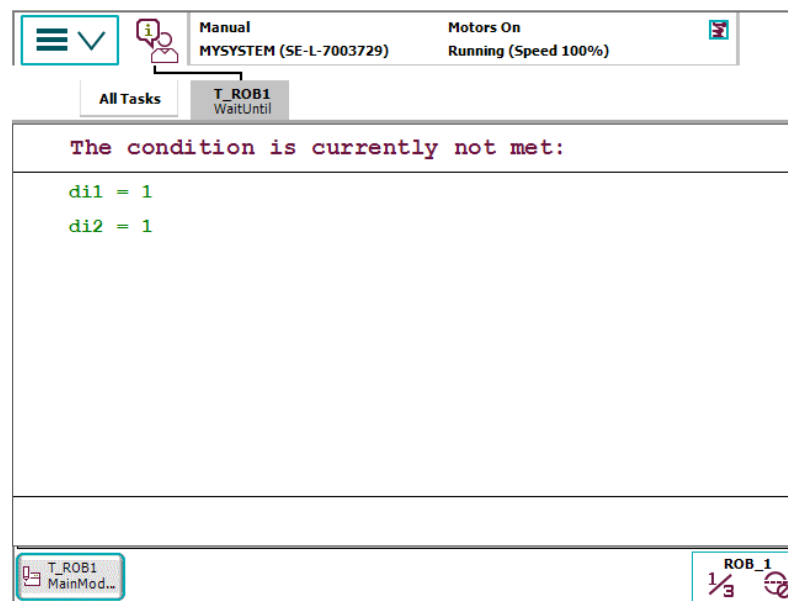 Manual
MYSYSTEM (SE-L-7003729)
Motors On
Running (Speed 100%)
All Tasks
T_ROB1
WaitUntil
The condition is currently not met:
di1 = 1
di2 = 1
T_ROB1
MainMod...
ROB_1
1/3